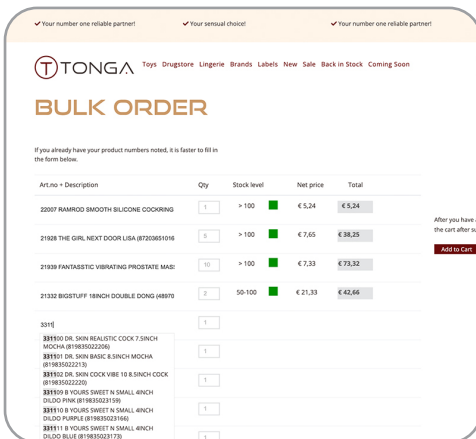 ✔ Your number one reliable partner! ✔ Your sensual choice! ✔ Your number one reliable partner!
TONGA Toys Drugstore Lingerie Brands Labels New Sale Back in Stock Coming Soon
BULK ORDER
If you already have your product numbers noted, it is faster to fill in
the form below.
Art.no + Description Qty Stock level Net price Total
22007 RAMROD SMOOTH SILICONE COCKRING 1 > 100 € 5,24 € 5,24
After you have a
the cart after su
21928 THE GIRL NEXT DOOR LISA (87203651016 5 > 100 € 7,65 € 38,25
Add to Cart
21939 FANTASSTIC VIBRATING PROSTATE MAS 10 > 100 € 7,33 € 73,32
21332 BIGSTUFF 18INCH DOUBLE DONG (48970 2 50-100 € 21,33 € 42,66
3311 1
331100 DR. SKIN REALISTIC COCK 7.5INCH
MOCHA (819835022206)
331101 DR. SKIN BASIC 8.5INCH MOCHA 1
(819835022213)
331102 DR. SKIN COCK VIBE 10 8.5INCH COCK
(819835022220) 1
331109 B YOURS SWEET N SMALL 4INCH
DILDO PINK (819835023159)
331110 B YOURS SWEET N SMALL 4INCH 1
DILDO PURPLE (819835023166)
331111 B YOURS SWEET N SMALL 4INCH
DILDO BLUE (819835023173) 1